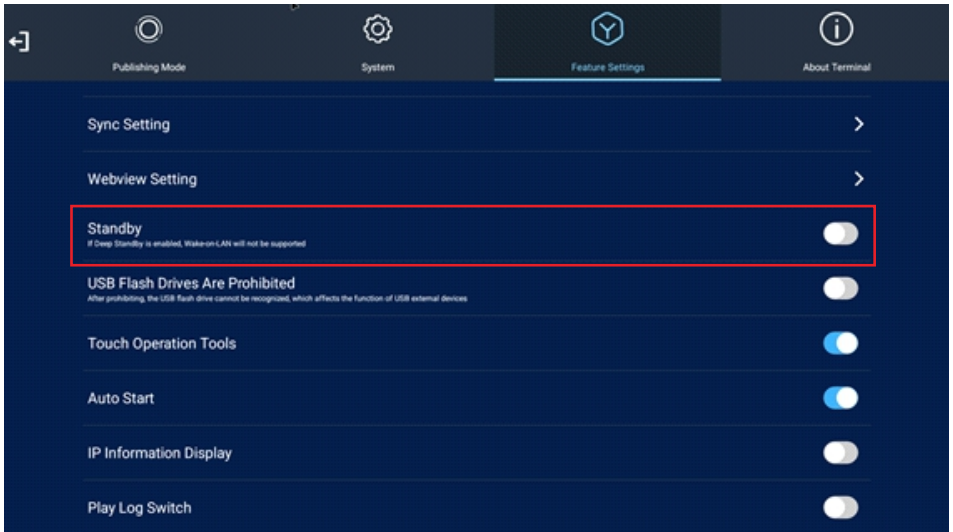 Publishing Mode
System
Feature Settings
About Terminal
Sync Setting
Webview Setting
Standby
If Deep Standby is enabled, Wake-on-LAN will not be supported
USB Flash Drives Are Prohibited
After prohibiting, the USB flash drive cannot be recognized, which affects the function of USB external devices
Touch Operation Tools
Auto Start
IP Information Display
Play Log Switch